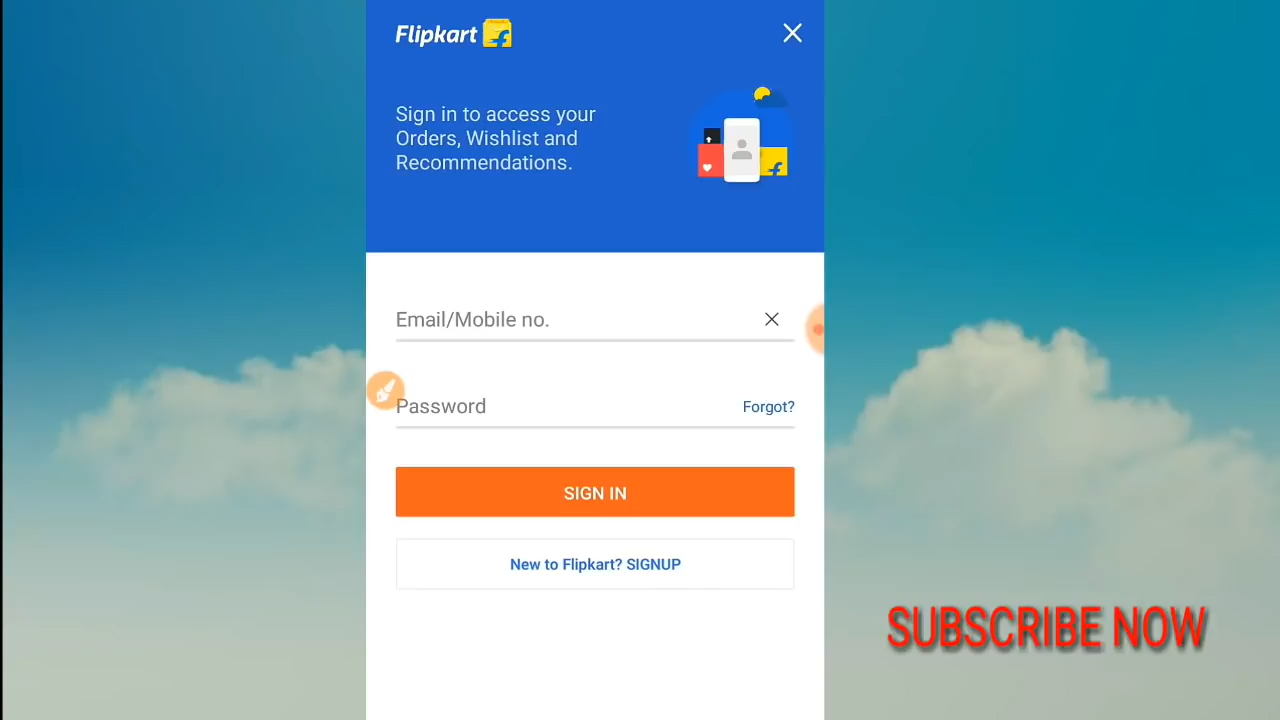 Flipkart
Sign in to access your
Orders, Wishlist and
Recommendations.
Email/Mobile no.
Password
Forgot?
SIGN IN
New to Flipkart? SIGNUP
SUBSCRIBE NOW